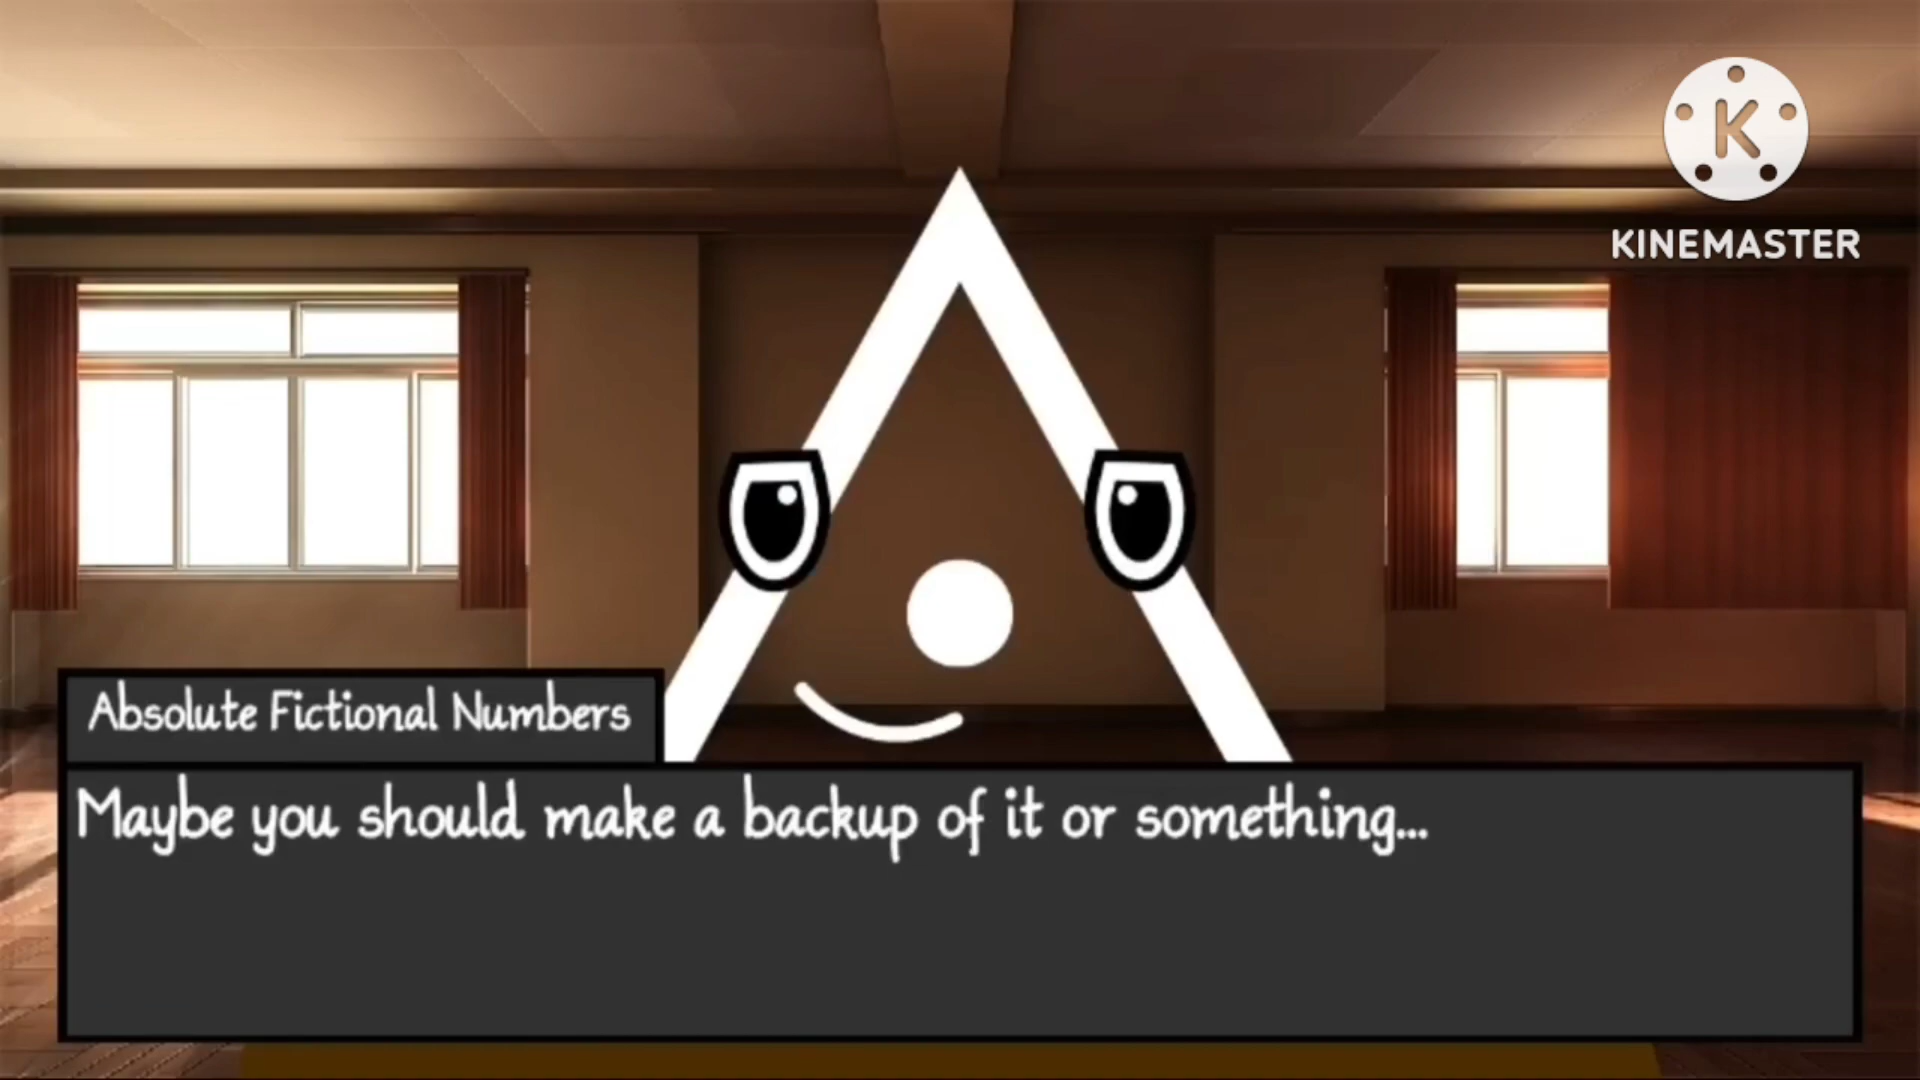 K
KINEMASTER
Absolute Fictional Numbers
Maybe you should make a backup of it or something...